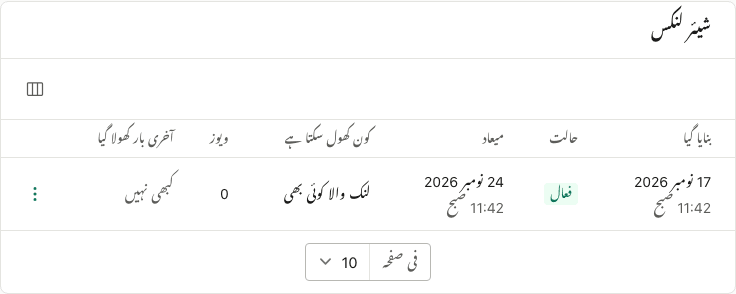 شیئر لنکس
بنایا گیا	حالت	میعاد	کون کھول سکتا ہے	ویوز	آخری بار کھولا گیا
17 نومبر 2026	فعال	24 نومبر 2026	لنک والا کوئی بھی	0	کبھی نہیں
11:42 صبح	11:42 صبح
فی صفحہ	10